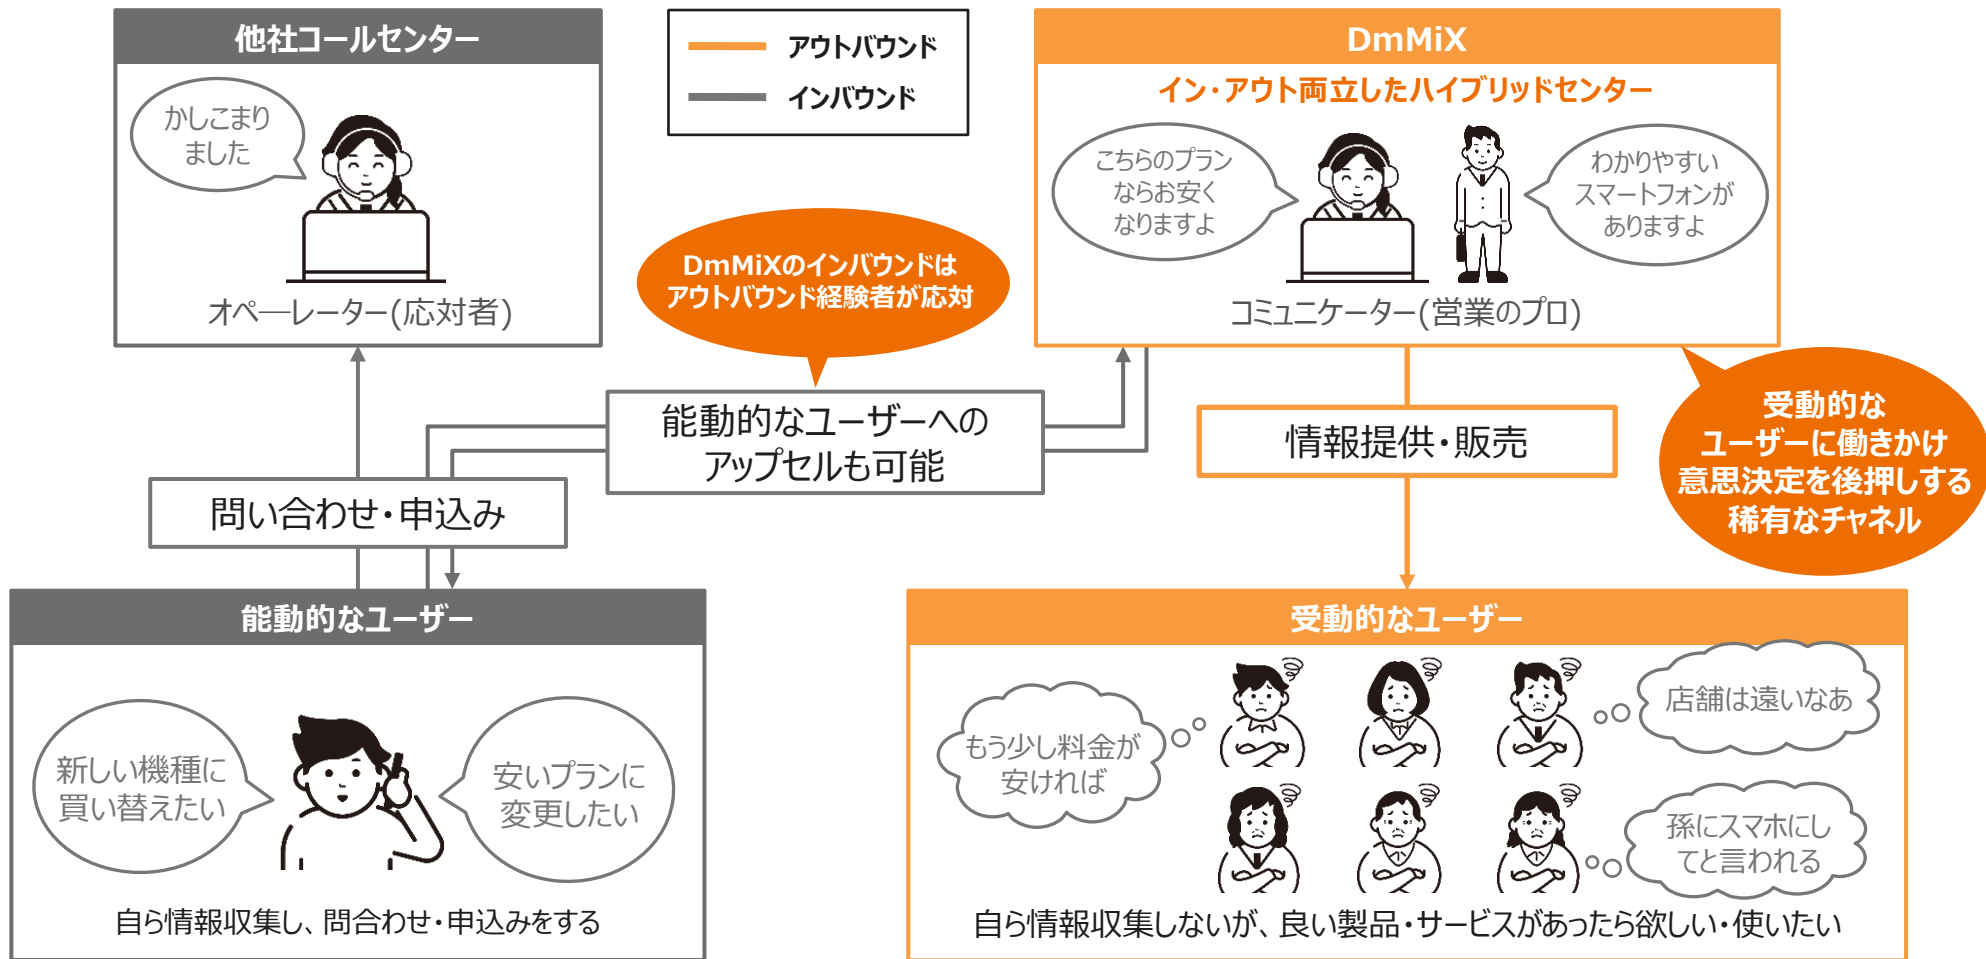 他社コールセンター
かしこまり
ました
オペ―レーター(応対者)
アウトバウンド
インバウンド
DmMiX
イン・アウト両立したハイブリッドセンター
こちらのプラン
ならお安く
なりますよ
わかりやすい
スマートフォンが
ありますよ
コミュニケーター(営業のプロ)
DmMiXのインバウンドは
アウトバウンド経験者が応対
能動的なユーザーへの
アップセルも可能
情報提供・販売
受動的な
ユーザーに働きかけ
意思決定を後押しする
稀有なチャネル
問い合わせ・申込み
能動的なユーザー
新しい機種に
買い替えたい
安いプランに
変更したい
自ら情報収集し、問合わせ・申込みをする
受動的なユーザー
もう少し料金が
安ければ
店舗は遠いなあ
孫にスマホにし
てと言われる
自ら情報収集しないが、良い製品・サービスがあったら欲しい・使いたい